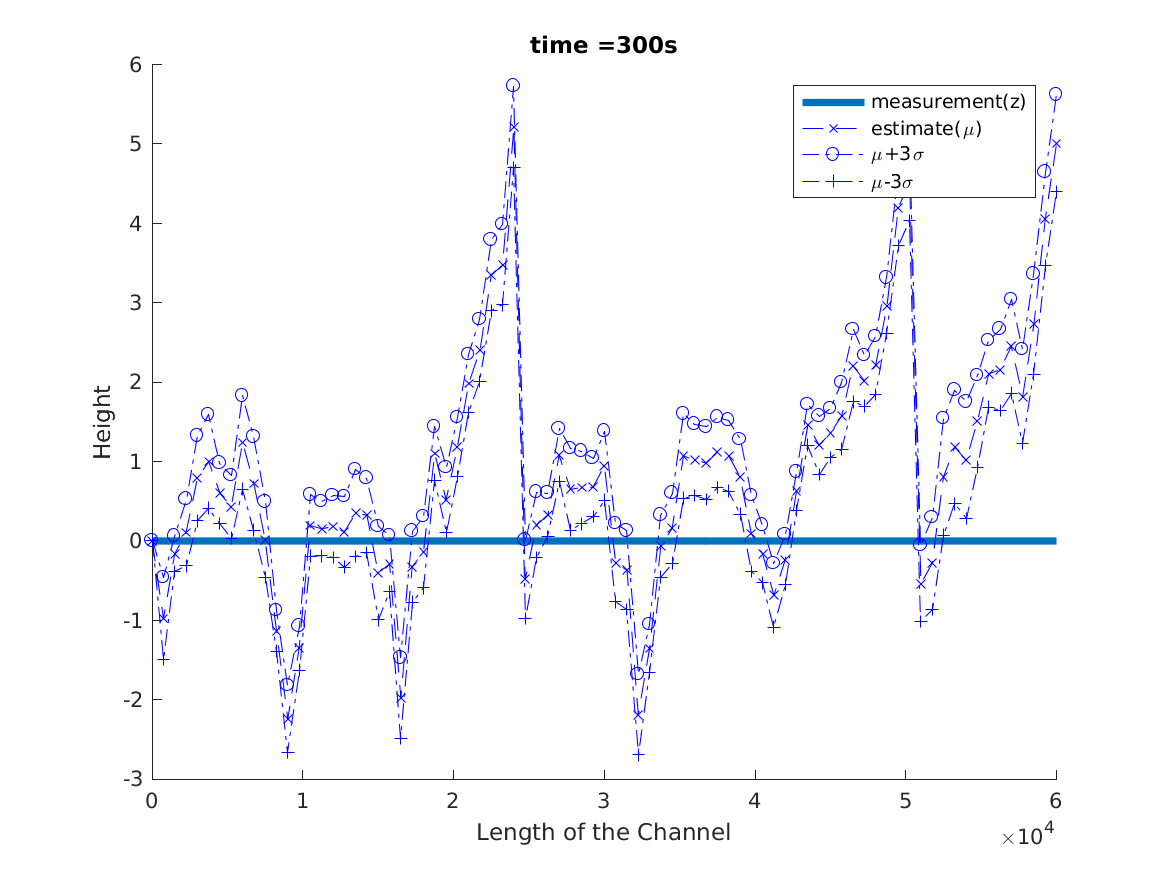 time =300s
6
5
4
3
2
1
0
-1
-2
-3
Height
measurement(z)
estimate(μ)
μ+3σ
μ-3σ
0 1 2 3 4 5 6
×10^4
Length of the Channel